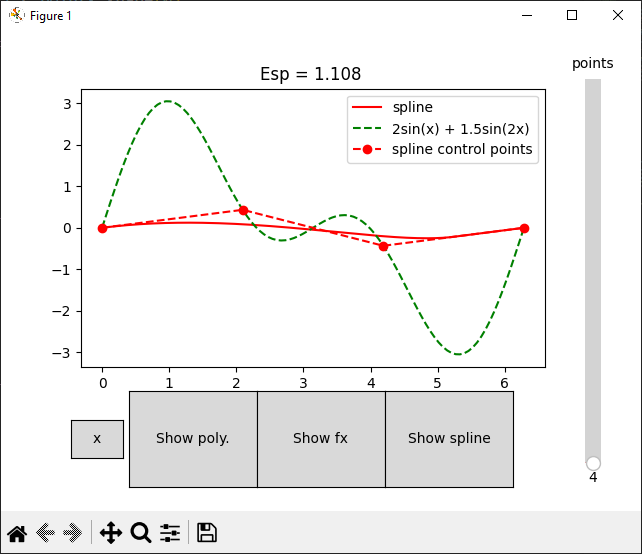 Figure 1
points
Esp = 1.108
spline
2sin(x) + 1.5sin(2x)
spline control points
3
2
1
0
−1
−2
−3
0 1 2 3 4 5 6
x Show poly. Show fx Show spline
4